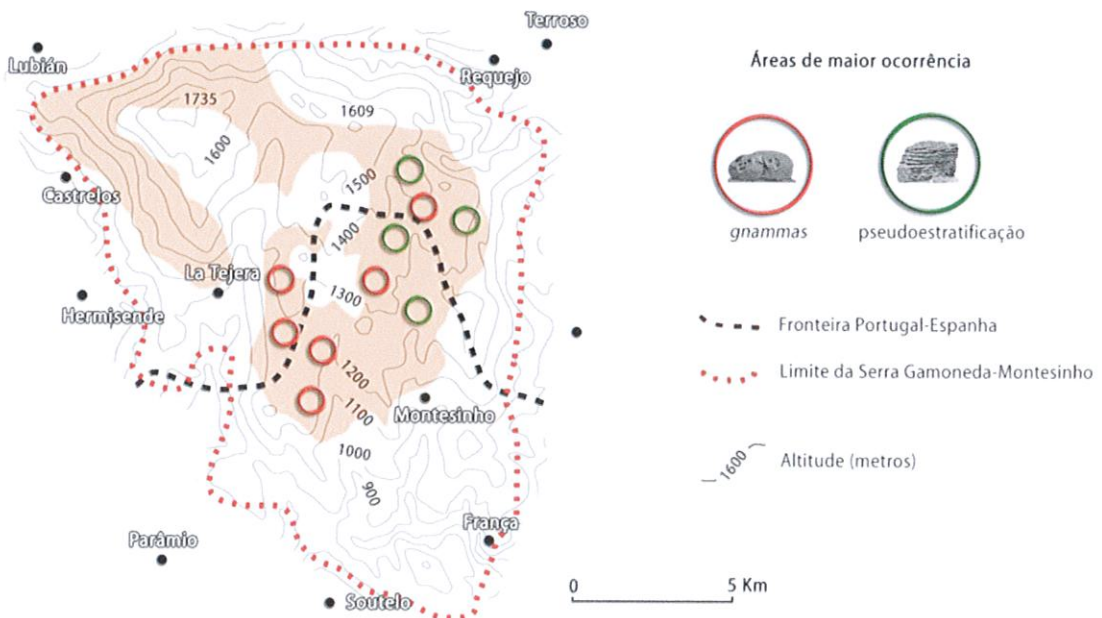 Terroso
Lubián
Requejo
1735
1609
1600
Castrelos
1500
1400
La Tejera
1300
Hermisende
1200
1100
Montesinho
1000
900
França
Parâmio
Soutelo
0 5 Km
Áreas de maior ocorrência
gnammas
pseudoestratificação
Fronteira Portugal-Espanha
Limite da Serra Gamoneda-Montesinho
1600
Altitude (metros)